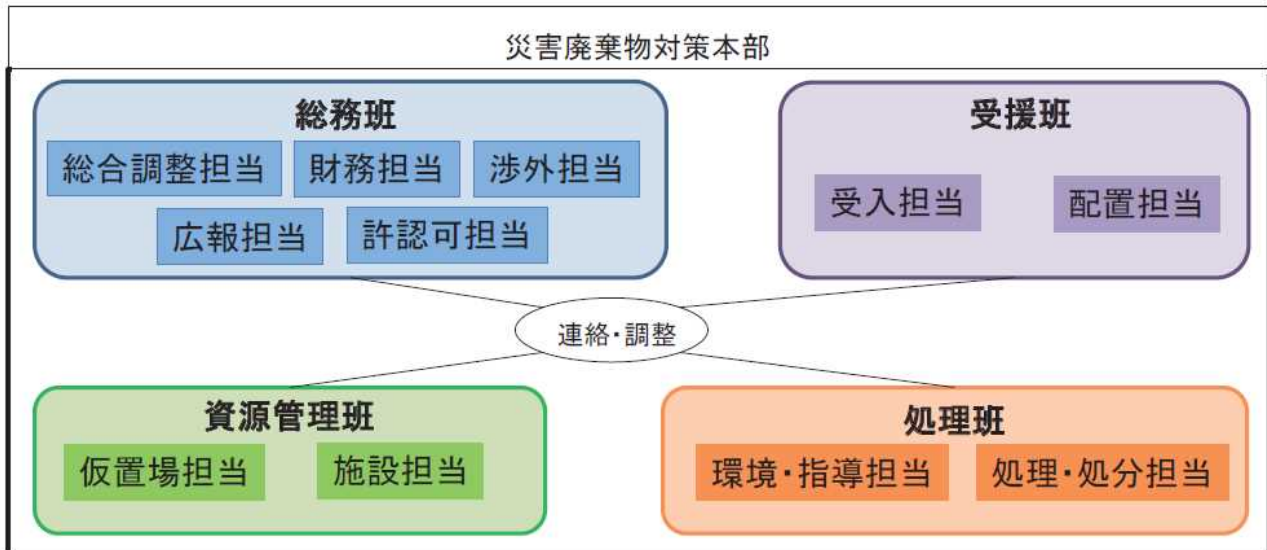 災害廃棄物対策本部
総務班
総合調整担当
財務担当
渉外担当
広報担当
許認可担当
受援班
受入担当
配置担当
連絡・調整
資源管理班
仮置場担当
施設担当
処理班
環境・指導担当
処理・処分担当